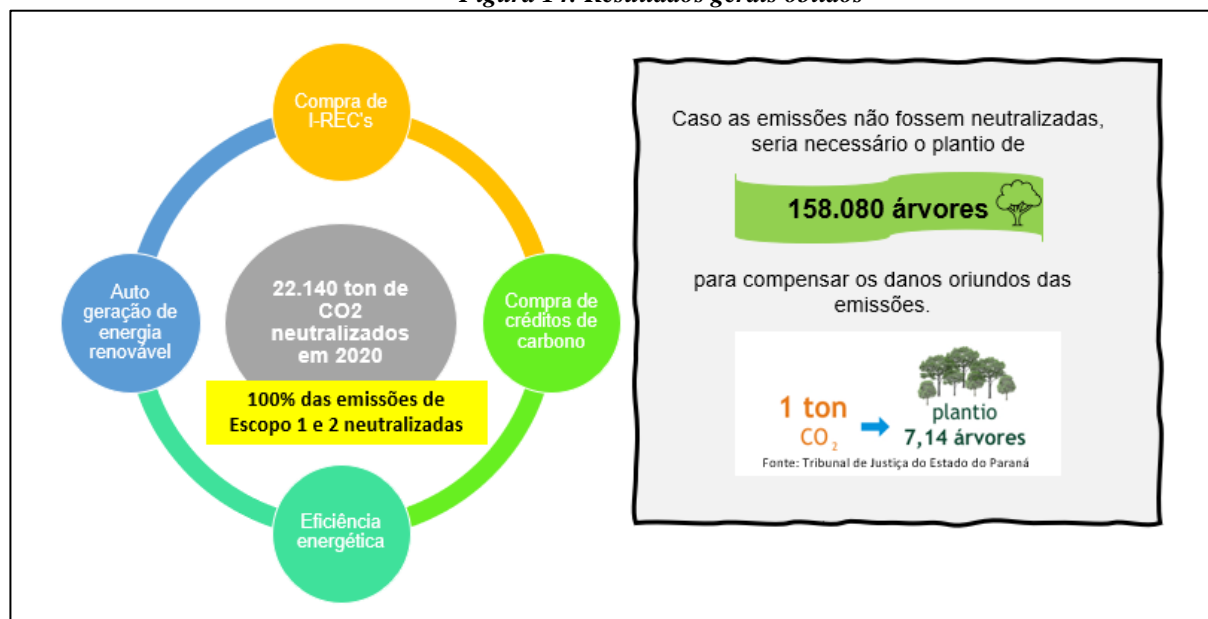 Figura 14: Resultados gerais obtidos
Compra de
I-REC's
Auto
geração de
energia
renovável
22.140 ton de
CO2
neutralizados
em 2020
100% das emissões de
Escopo 1 e 2 neutralizadas
Compra de
créditos de
carbono
Eficiência
energética
Caso as emissões não fossem neutralizadas,
seria necessário o plantio de
158.080 árvores
para compensar os danos oriundos das
emissões.
1 ton
CO2
plantio
7,14 árvores
Fonte: Tribunal de Justiça do Estado do Paraná